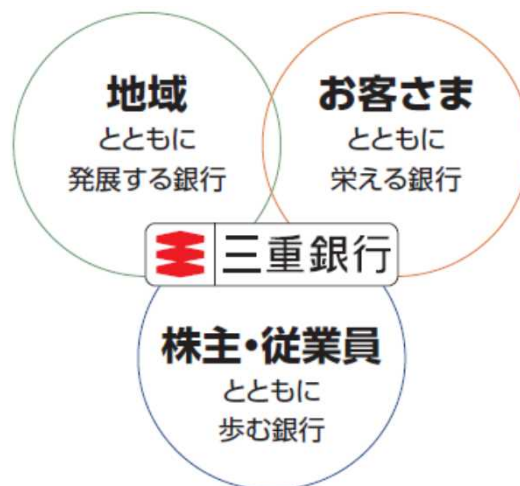 地域
とともに
発展する銀行
お客さま
とともに
栄える銀行
三重銀行
株主・従業員
とともに
歩む銀行